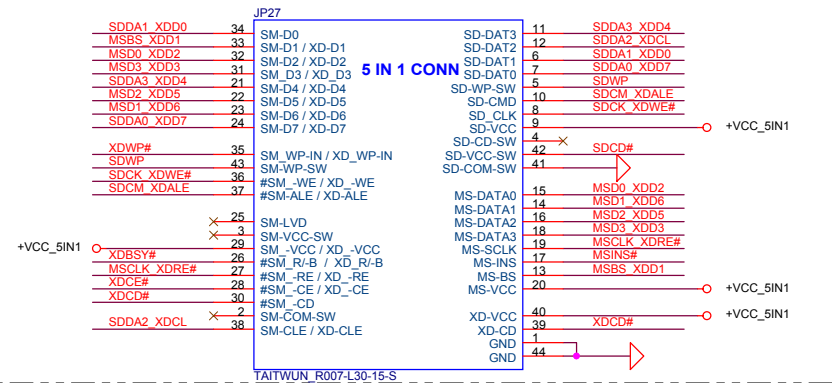 JP27
5 IN 1 CONN
SDDA1_XDD0 34 SM-D0
MSBS_XDD1 33 SM-D1 / XD-D1
MSD0_XDD2 32 SM-D2 / XD-D2
MSD3_XDD3 31 SM_D3 / XD_D3
SDDA3_XDD4 21 SM-D4 / XD-D4
MSD2_XDD5 22 SM-D5 / XD-D5
MSD1_XDD6 23 SM-D6 / XD-D6
SDDA0_XDD7 24 SM-D7 / XD-D7
XDWP# 35 SM_WP-IN / XD_WP-IN
SDWP 43 SM-WP-SW
SDCK_XDWE# 36 #SM_-WE / XD_-WE
SDCM_XDALE 37 #SM-ALE / XD-ALE
25 SM-LVD
3 SM-VCC-SW
+VCC_5IN1 29 SM_-VCC / XD_-VCC
XDBSY# 26 #SM_R/-B / XD_R/-B
MSCLK_XDRE# 27 #SM_-RE / XD_-RE
XDCE# 28 #SM_-CE / XD_-CE
XDCD# 30 #SM_-CD
2 SM-COM-SW
SDDA2_XDCL 38 SM-CLE / XD-CLE
SD-DAT3 11 SDDA3_XDD4
SD-DAT2 12 SDDA2_XDCL
SD-DAT1 6 SDDA1_XDD0
SD-DAT0 7 SDDA0_XDD7
SD-WP-SW 5 SDWP
SD-CMD 10 SDCM_XDALE
SD_CLK 8 SDCK_XDWE#
SD-VCC 9 +VCC_5IN1
SD-CD-SW 4
SD-VCC-SW 42 SDCD#
SD-COM-SW 41
MS-DATA0 15 MSD0_XDD2
MS-DATA1 14 MSD1_XDD6
MS-DATA2 16 MSD2_XDD5
MS-DATA3 18 MSD3_XDD3
MS-SCLK 19 MSCLK_XDRE#
MS-INS 17 MSINS#
MS-BS 13 MSBS_XDD1
MS-VCC 20 +VCC_5IN1
XD-VCC 40 +VCC_5IN1
XD-CD 39 XDCD#
GND 1
GND 44
TAITWUN_R007-L30-15-S